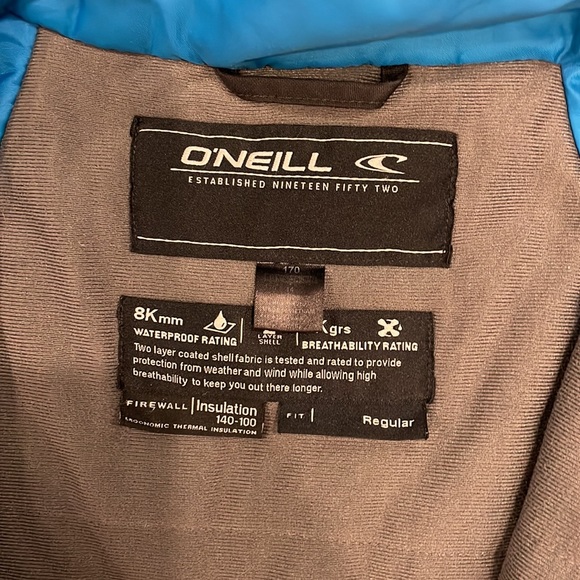 O'NEILL
ESTABLISHED NINETEEN FIFTY TWO
170
8Kmm
WATERPROOF RATING
LAYER
SHELL
Kgrs
BREATHABILITY RATING
Two layer coated shell fabric is tested and rated to provide
protection from weather and wind while allowing high
breathability to keep you out there longer.
FIREWALL | Insulation
140-100
ERGONOMIC THERMAL INSULATION
FIT | Regular